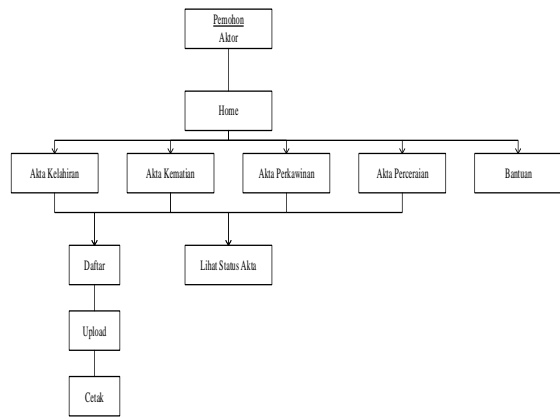 Pemohon
Aktor
Home
Akta Kelahiran
Akta Kematian
Akta Perkawinan
Akta Perceraian
Bantuan
Daftar
Lihat Status Akta
Upload
Cetak